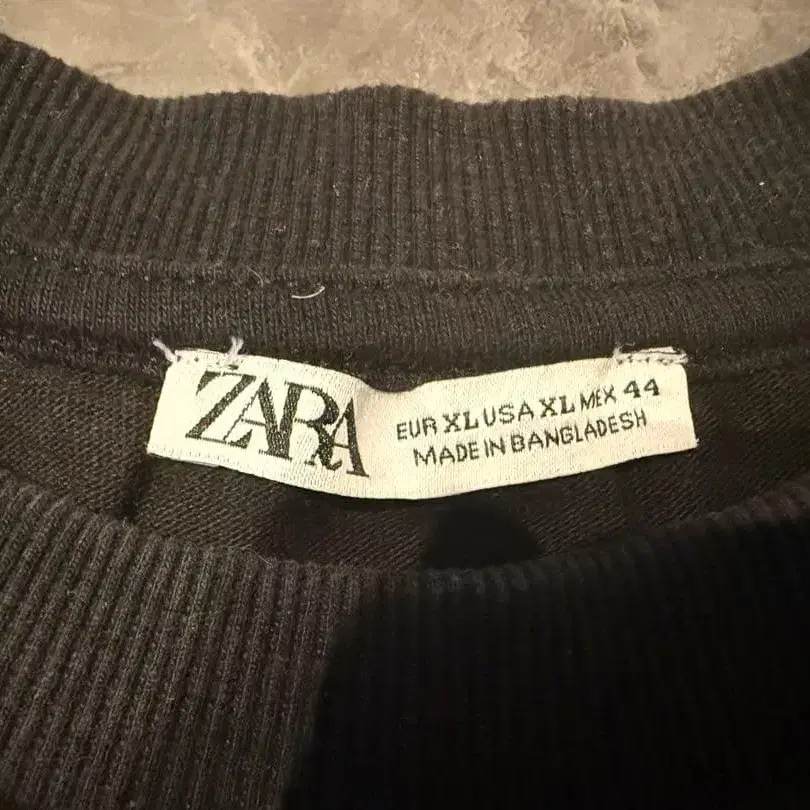 ZARA
EUR XL USA XL MEX 44
MADE IN BANGLADESH